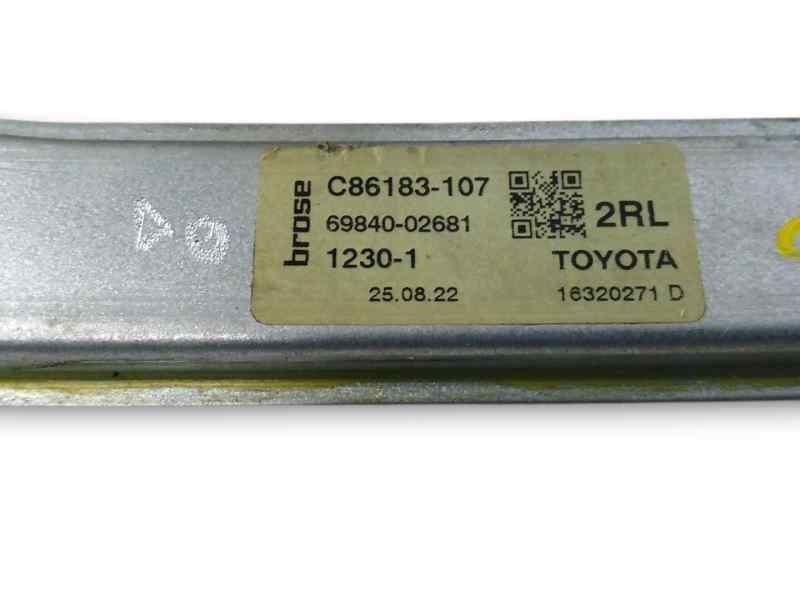 brose
C86183-107
69840-02681
1230-1
25.08.22
2RL
TOYOTA
16320271 D